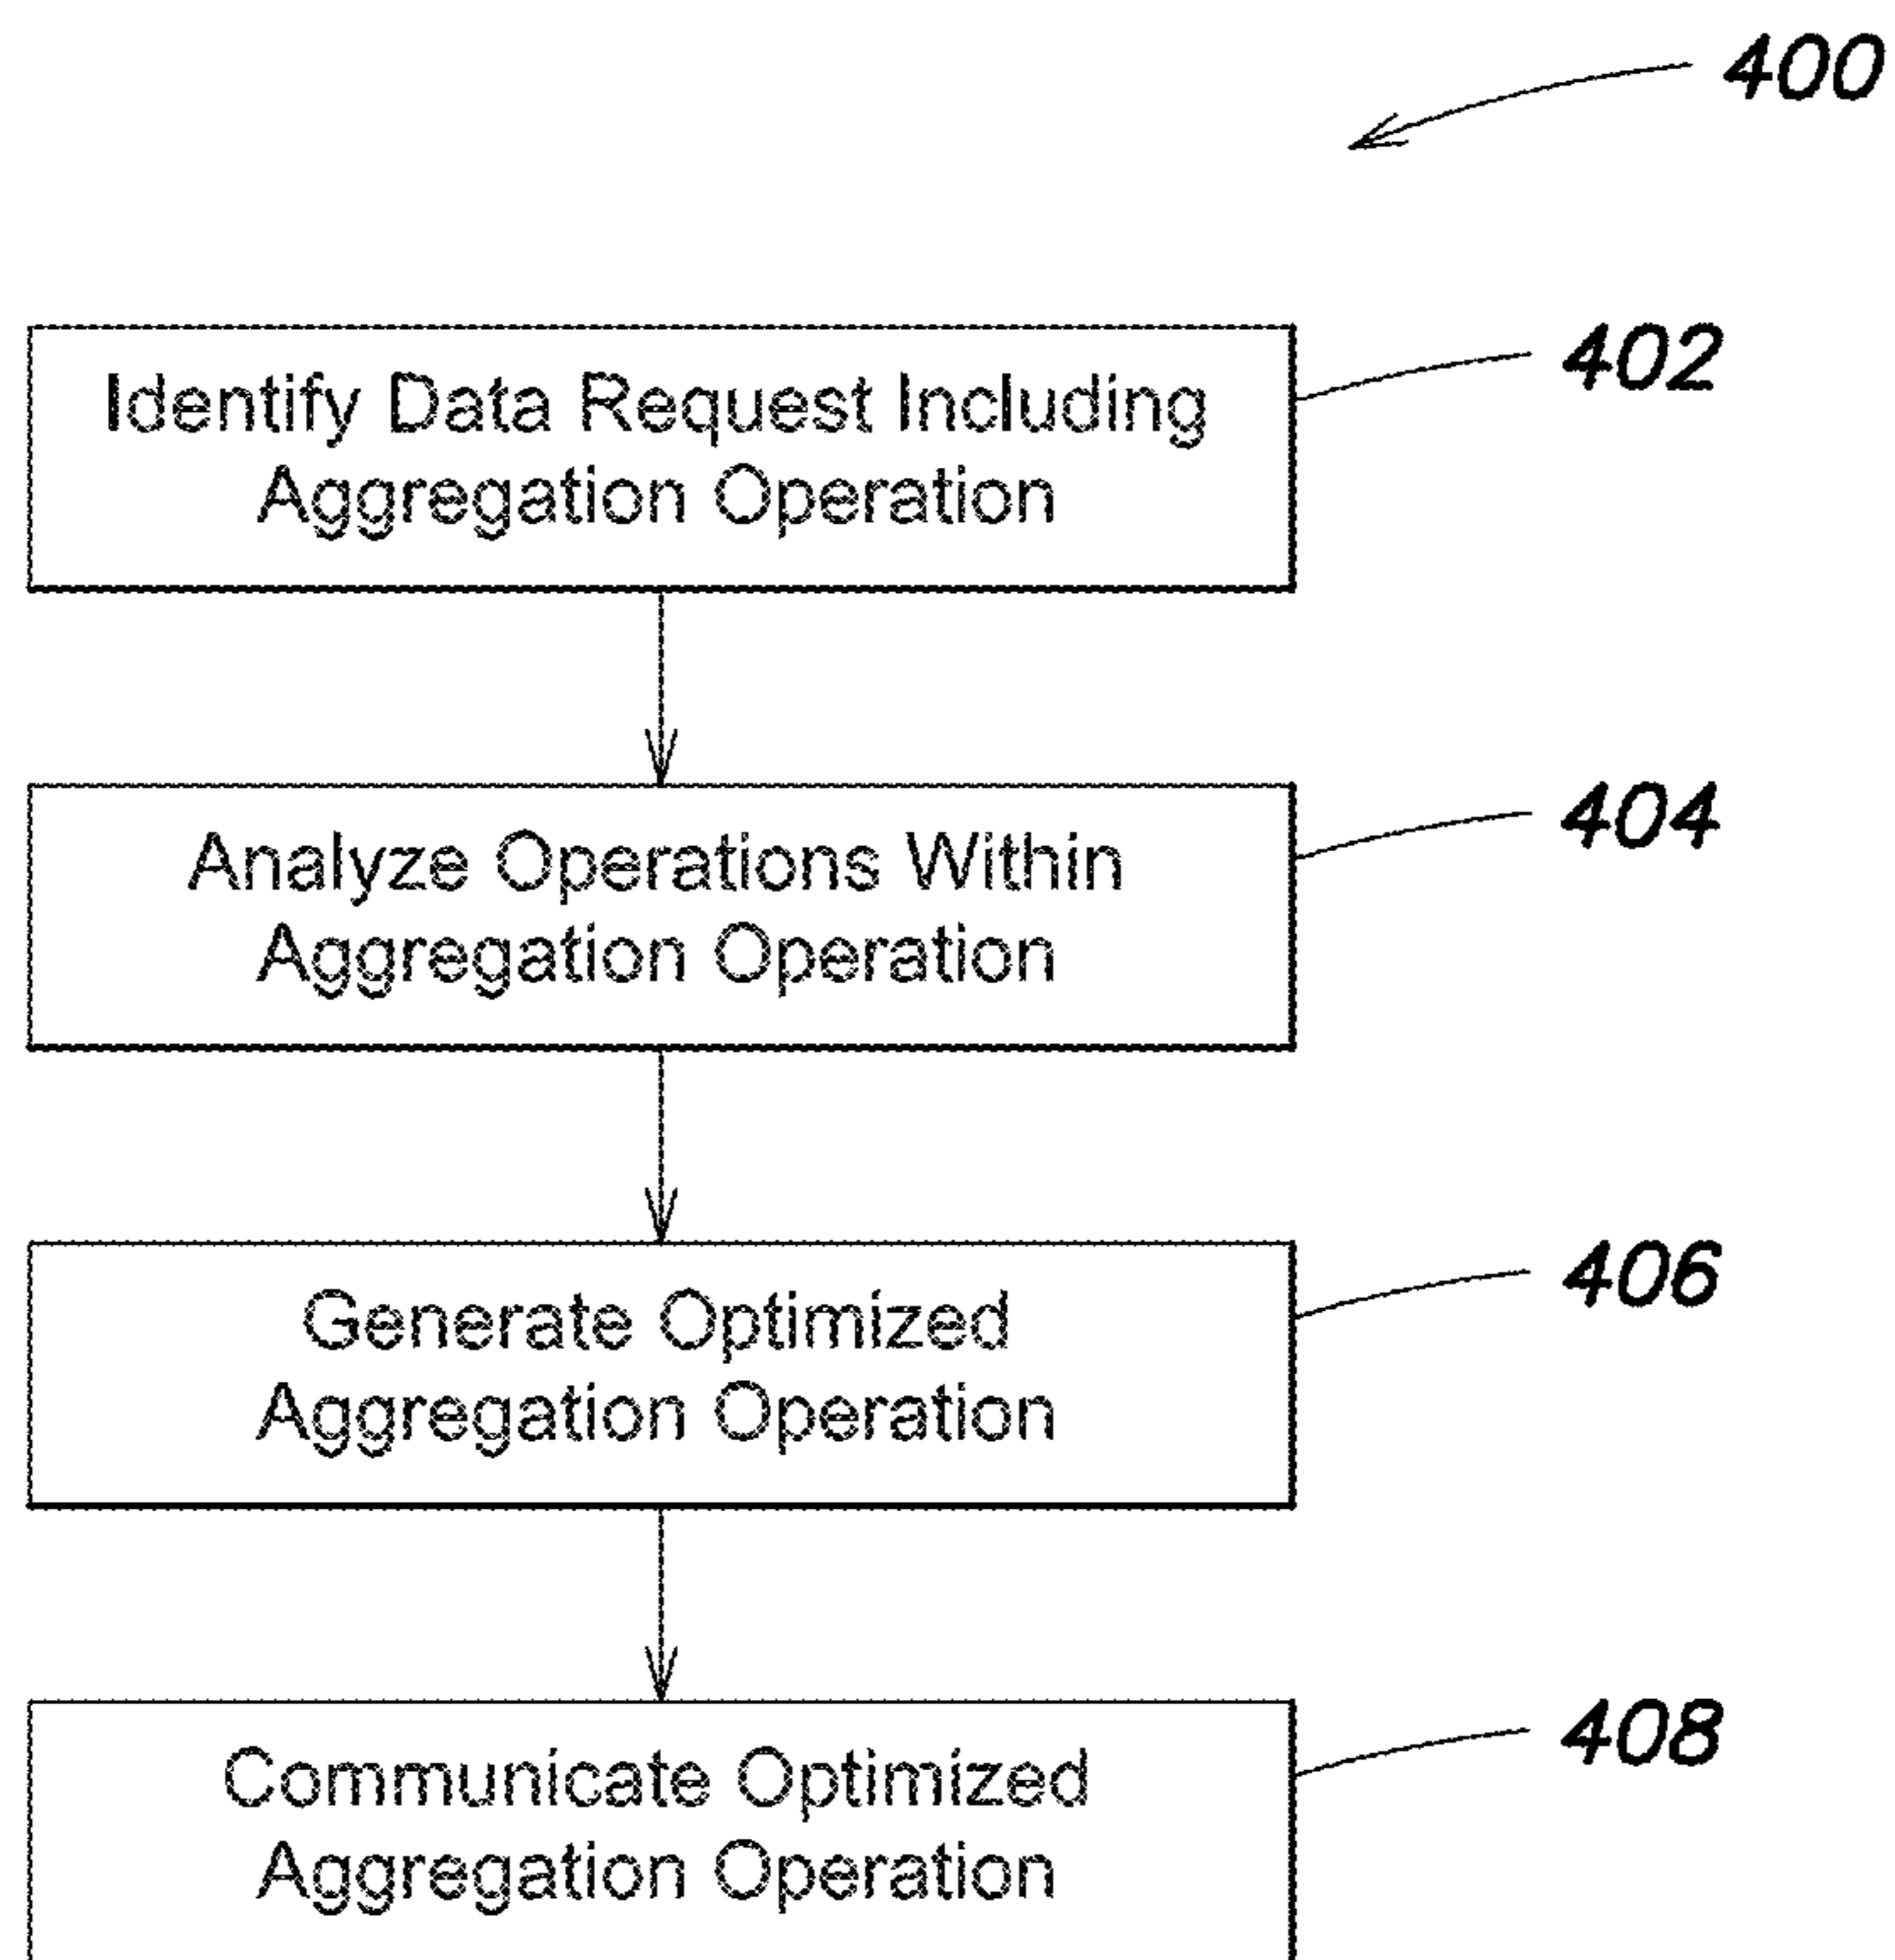 400
Identify Data Request Including
Aggregation Operation
402
Analyze Operations Within
Aggregation Operation
404
Generate Optimized
Aggregation Operation
406
Communicate Optimized
Aggregation Operation
408